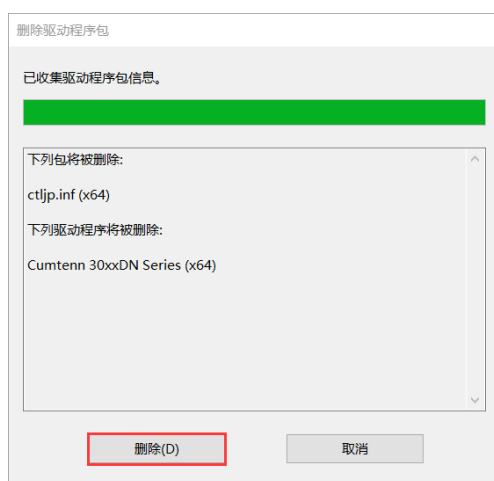 删除驱动程序包
已收集驱动程序包信息。
下列包将被删除:
ctljp.inf (x64)
下列驱动程序将被删除:
Cumtenn 30xxDN Series (x64)
删除(D)
取消